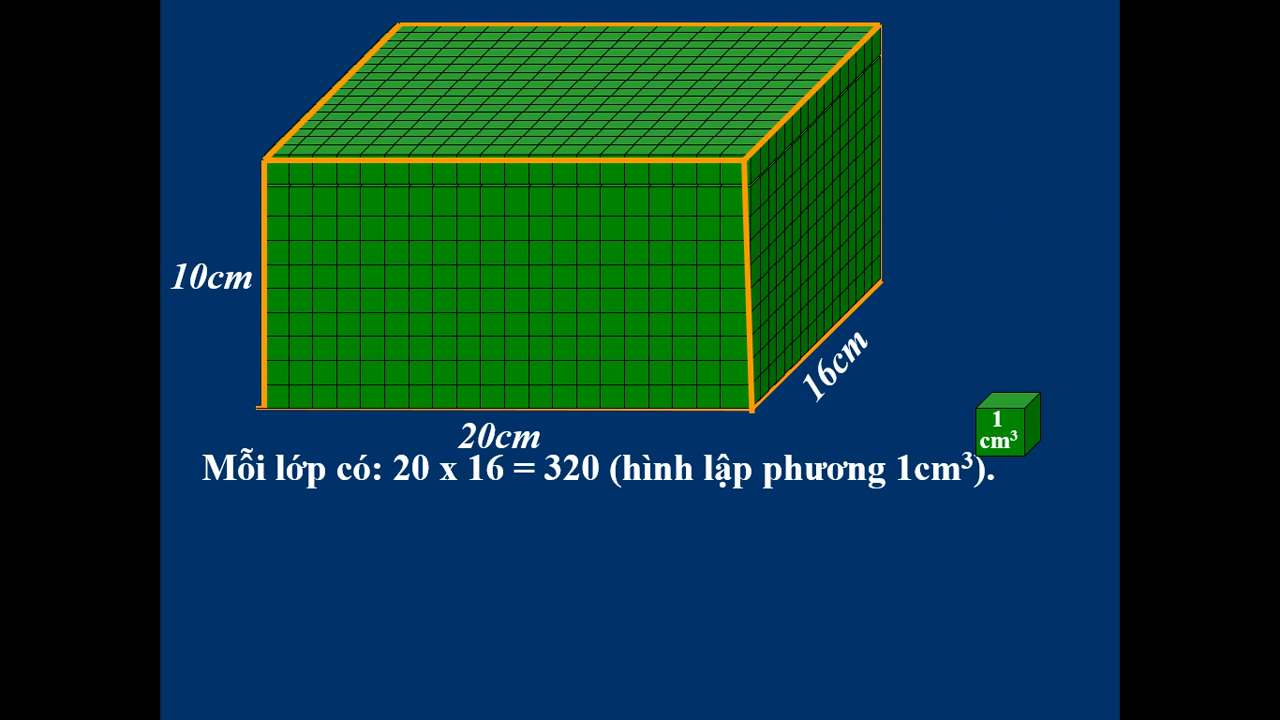 10cm
16cm
1
cm³
20cm
Mỗi lớp có: 20 x 16 = 320 (hình lập phương 1cm³).